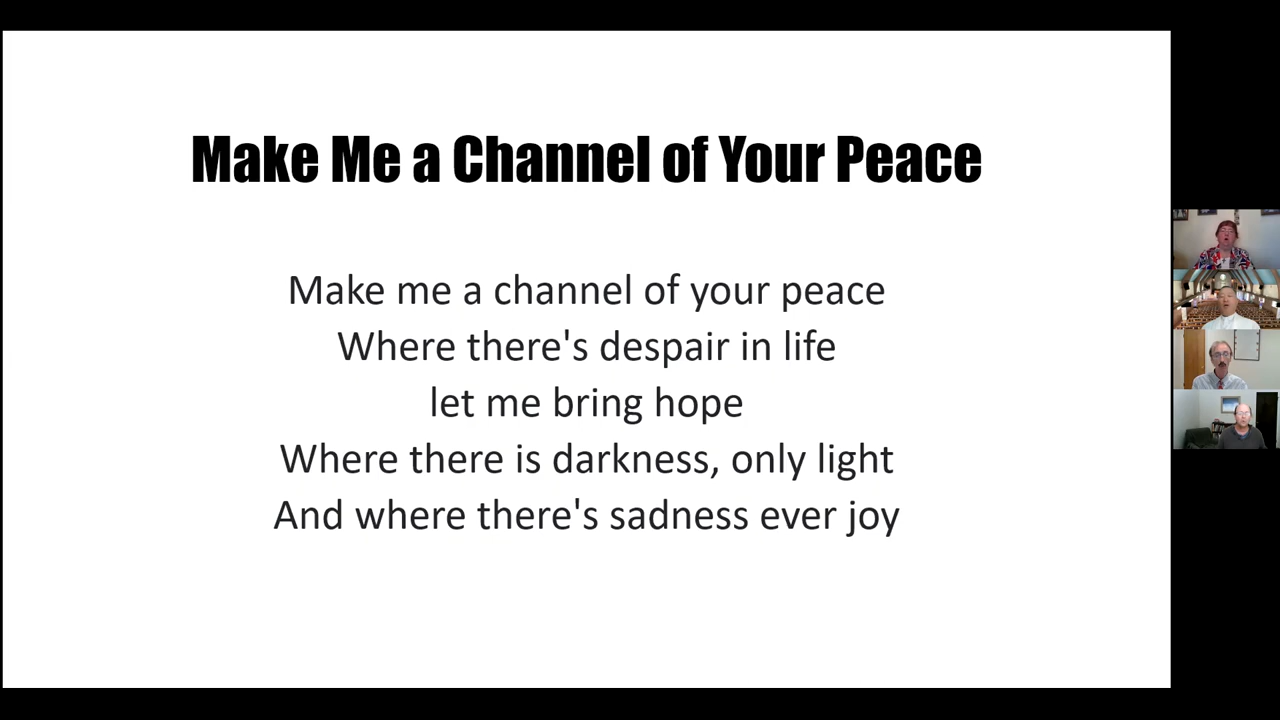 Make Me a Channel of Your Peace
Make me a channel of your peace
Where there's despair in life
let me bring hope
Where there is darkness, only light
And where there's sadness ever joy